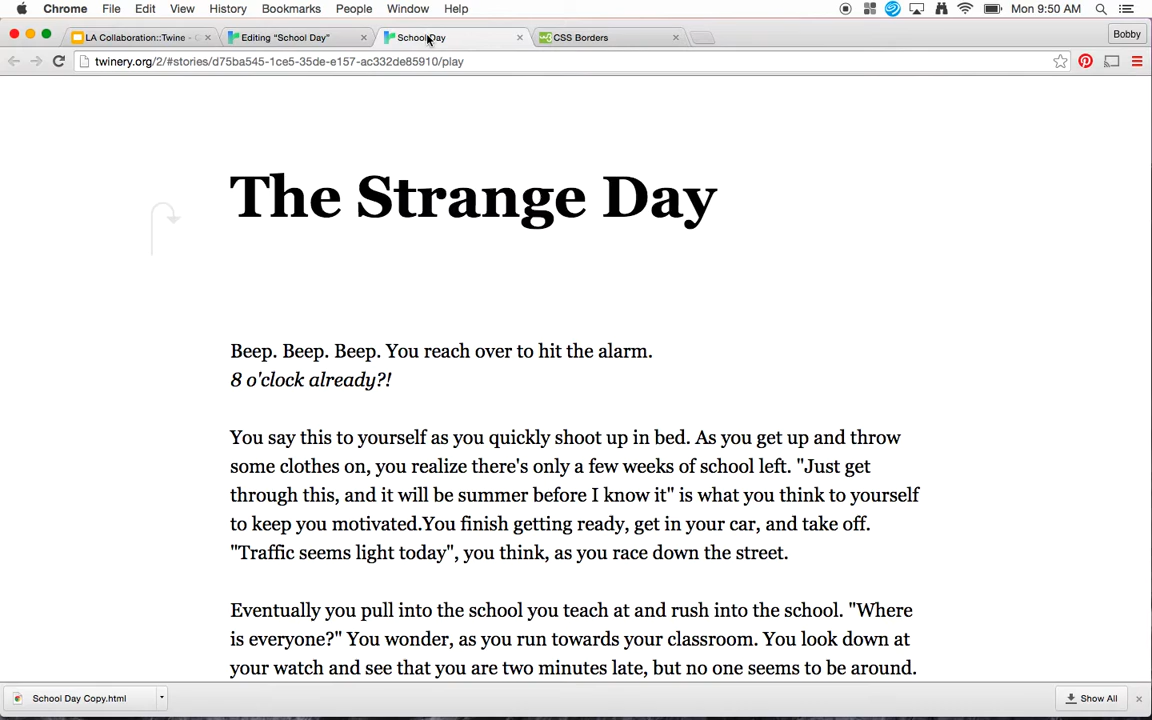 Chrome File Edit View History Bookmarks People Window Help Mon 9:50 AM
LA Collaboration::Twine - Editing “School Day” School Day CSS Borders Bobby
twinery.org/2/#stories/d75ba545-1ce5-35de-e157-ac332de85910/play
The Strange Day
Beep. Beep. Beep. You reach over to hit the alarm.
8 o'clock already?!
You say this to yourself as you quickly shoot up in bed. As you get up and throw
some clothes on, you realize there's only a few weeks of school left. "Just get
through this, and it will be summer before I know it" is what you think to yourself
to keep you motivated.You finish getting ready, get in your car, and take off.
"Traffic seems light today", you think, as you race down the street.
Eventually you pull into the school you teach at and rush into the school. "Where
is everyone?" You wonder, as you run towards your classroom. You look down at
your watch and see that you are two minutes late, but no one seems to be around.
School Day Copy.html Show All